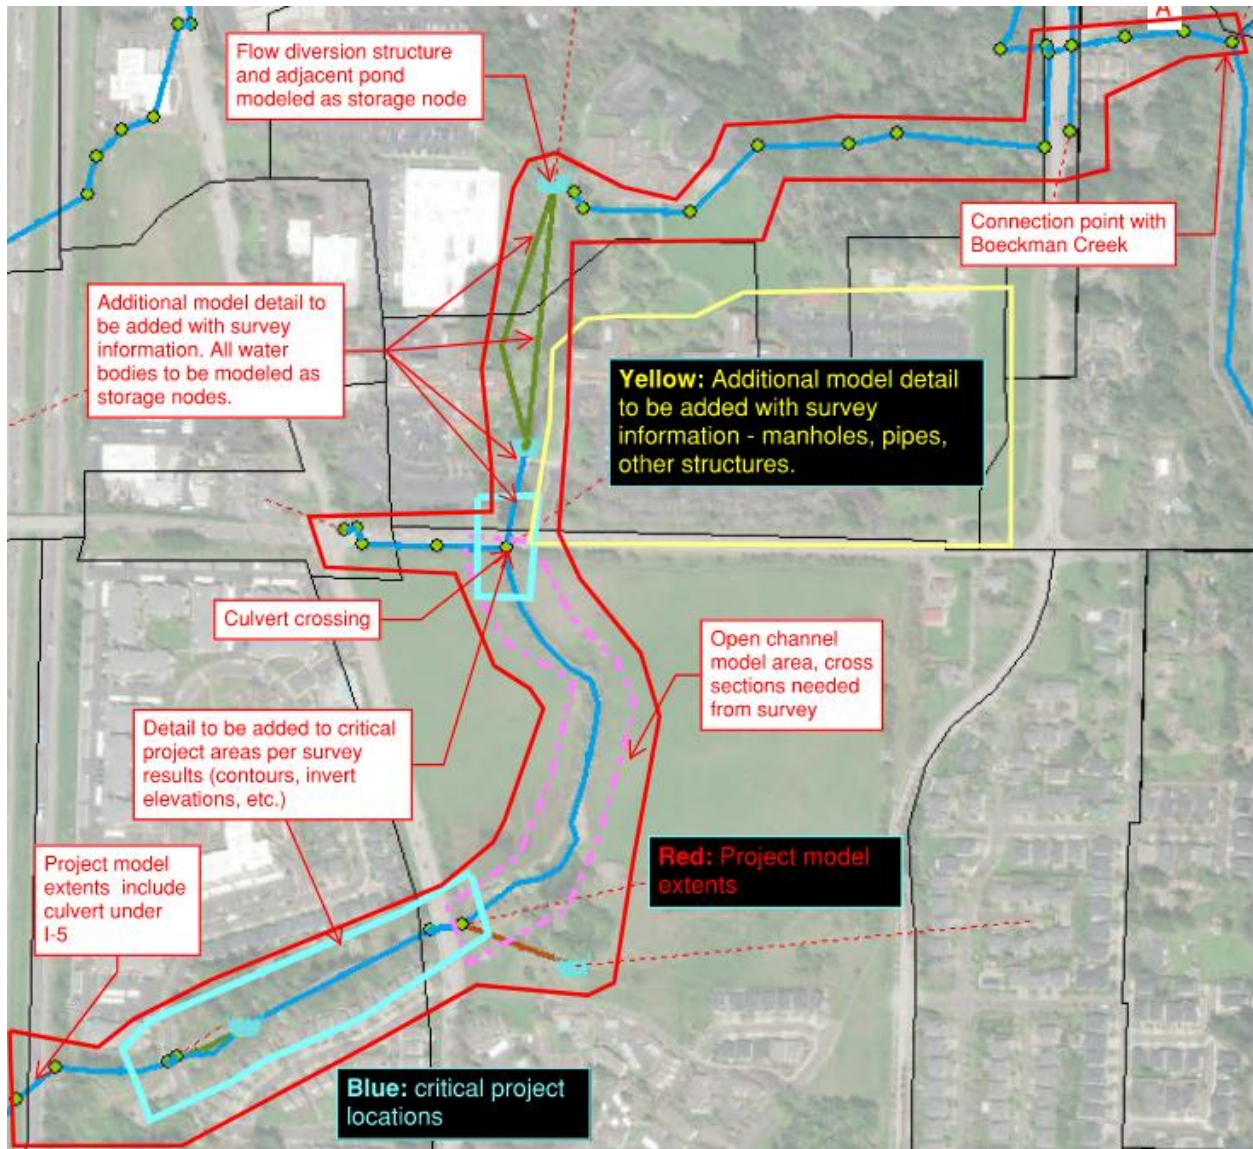 A
Flow diversion structure
and adjacent pond
modeled as storage node
Connection point with
Boeckman Creek
Additional model detail to
be added with survey
information. All water
bodies to be modeled as
storage nodes.
Yellow: Additional model detail
to be added with survey
information - manholes, pipes,
other structures.
Culvert crossing
Open channel
model area, cross
sections needed
from survey
Detail to be added to critical
project areas per survey
results (contours, invert
elevations, etc.)
Project model
extents include
culvert under
I-5
Red: Project model
extents
Blue: critical project
locations